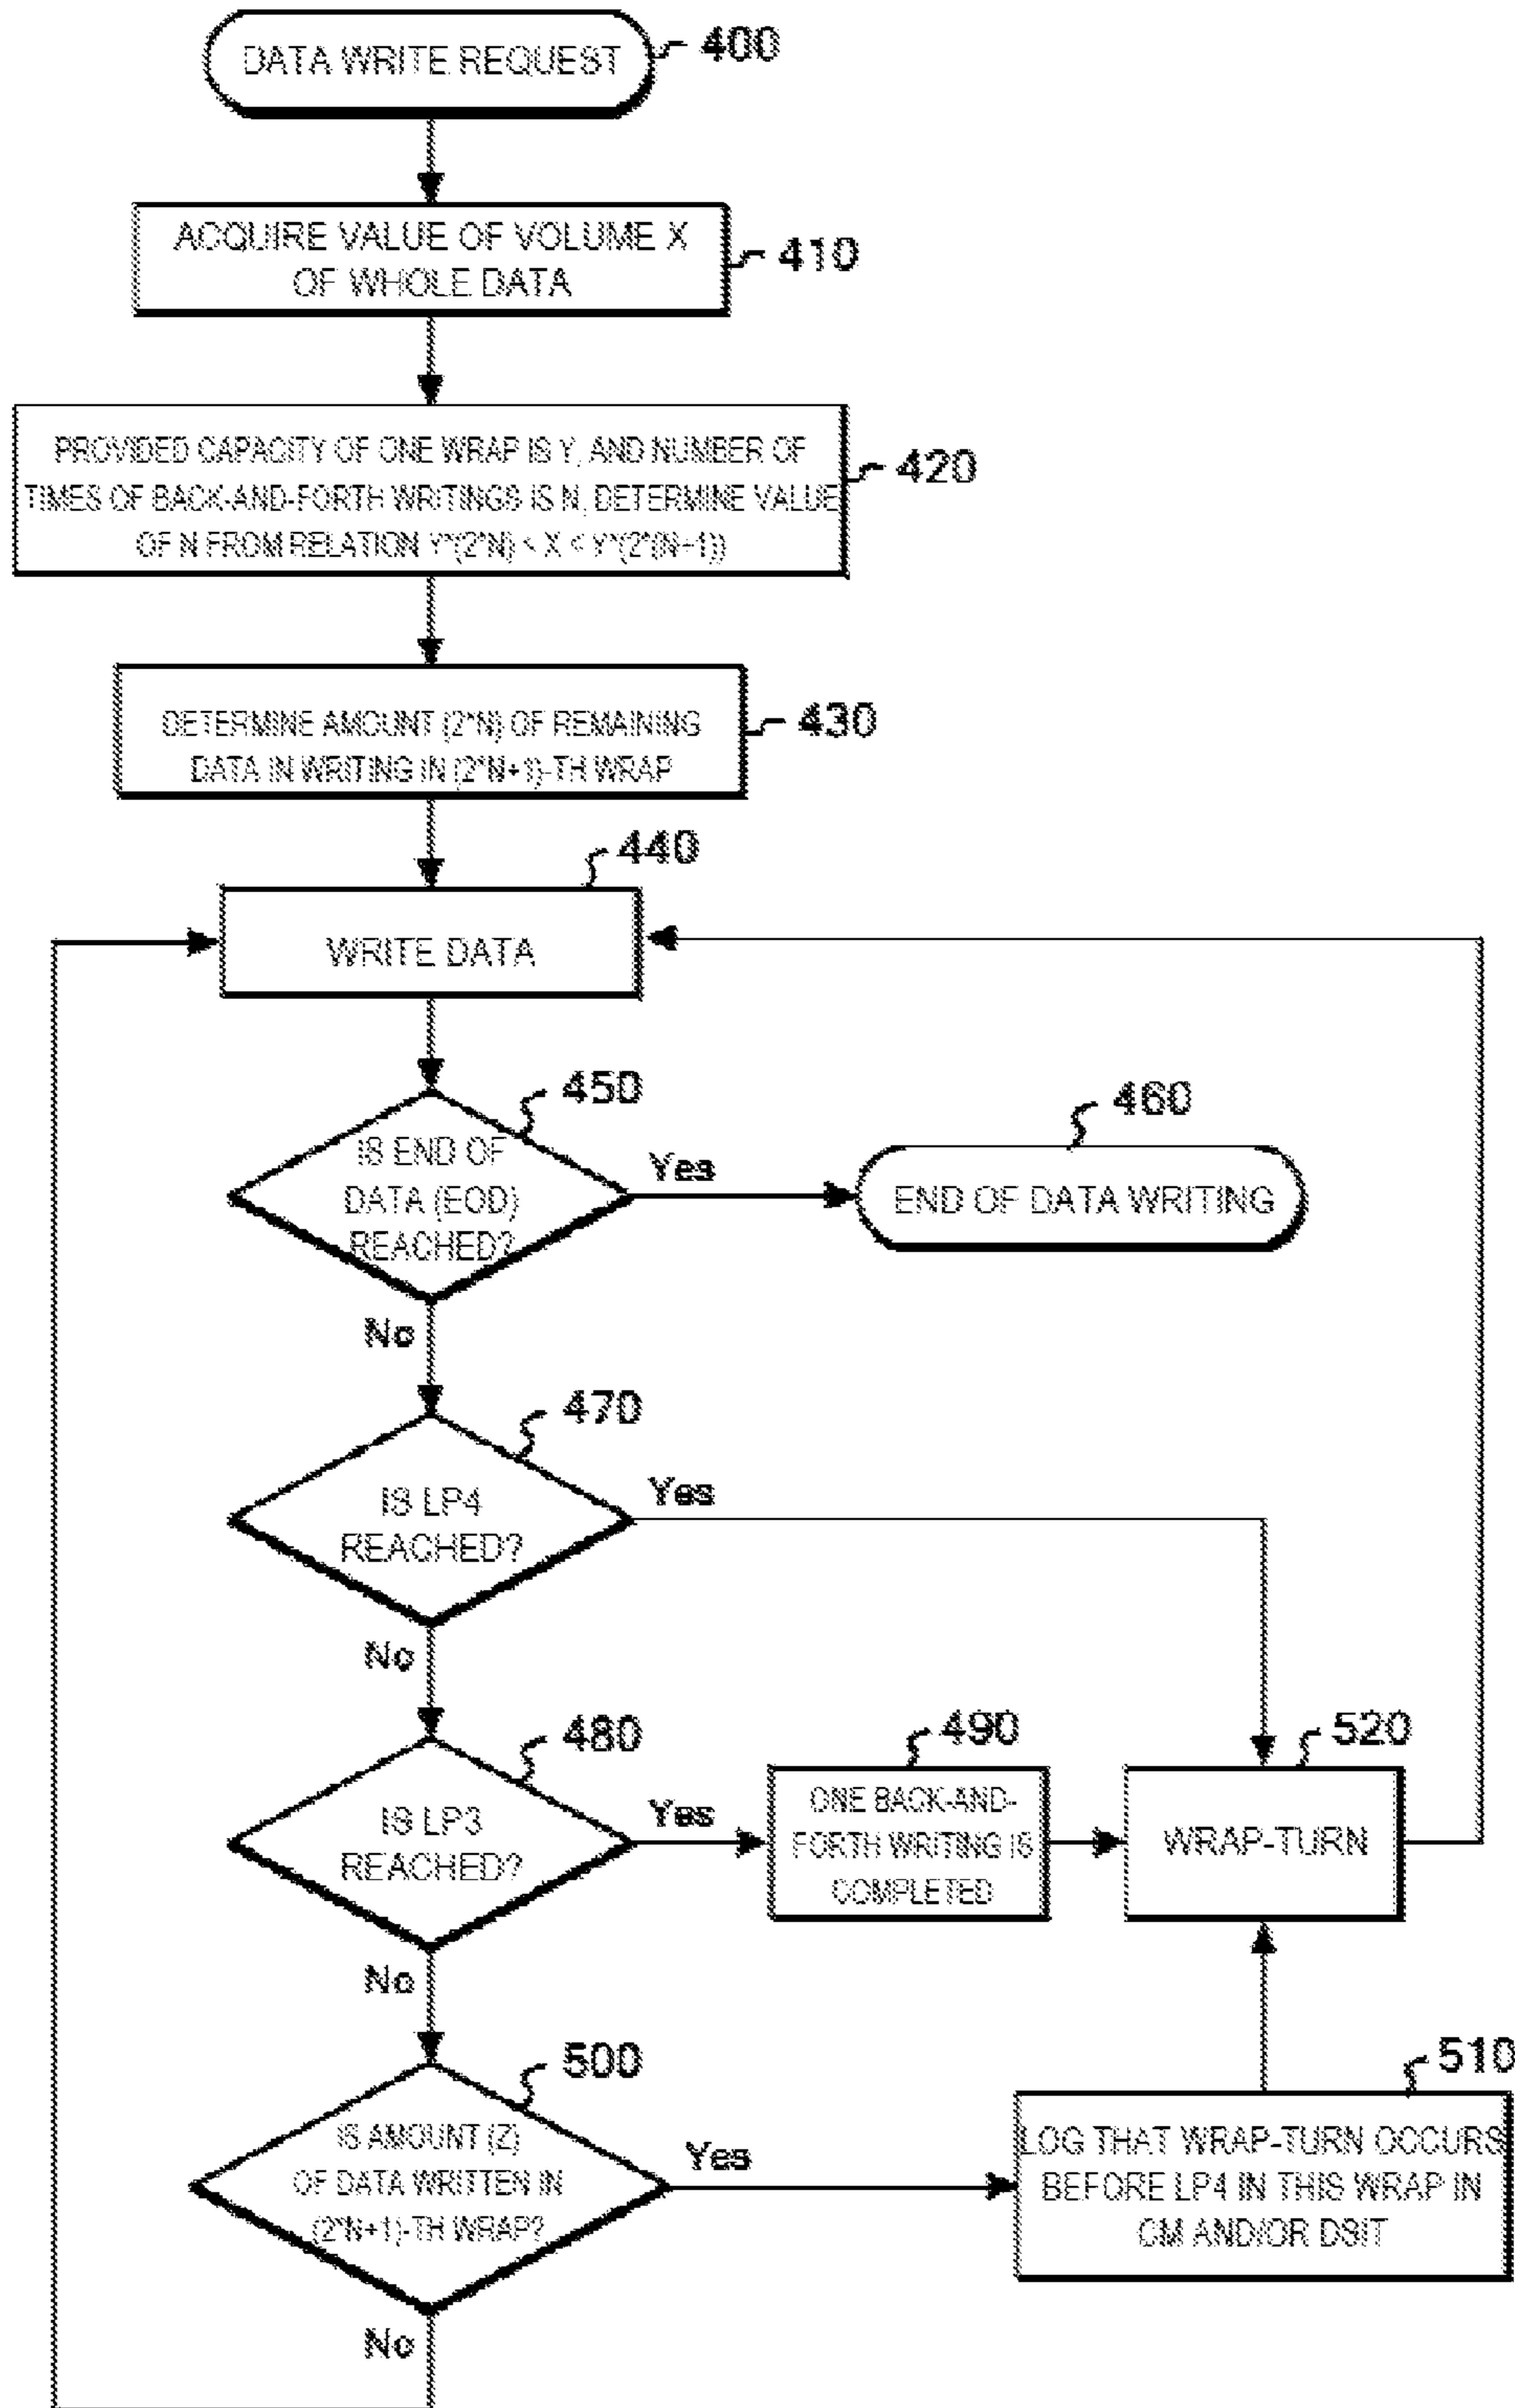 DATA WRITE REQUEST
400
ACQUIRE VALUE OF VOLUME X
OF WHOLE DATA
410
PROVIDED CAPACITY OF ONE WRAP IS Y, AND NUMBER OF
TIMES OF BACK-AND-FORTH WRITINGS IS N, DETERMINE VALUE
OF N FROM RELATION Y*(2*N) < X ≤ Y*(2*(N+1))
420
DETERMINE AMOUNT (2*N) OF REMAINING
DATA IN WRITING IN (2*N+1)-TH WRAP
430
440
WRITE DATA
450
IS END OF
DATA (EOD)
REACHED?
Yes
460
END OF DATA WRITING
No
470
IS LP4
REACHED?
Yes
No
480
IS LP3
REACHED?
Yes
490
ONE BACK-AND-
FORTH WRITING IS
COMPLETED
520
WRAP-TURN
No
500
IS AMOUNT (Z)
OF DATA WRITTEN IN
(2*N+1)-TH WRAP?
Yes
510
LOG THAT WRAP-TURN OCCURS
BEFORE LP4 IN THIS WRAP IN
CM AND/OR DSIT
No